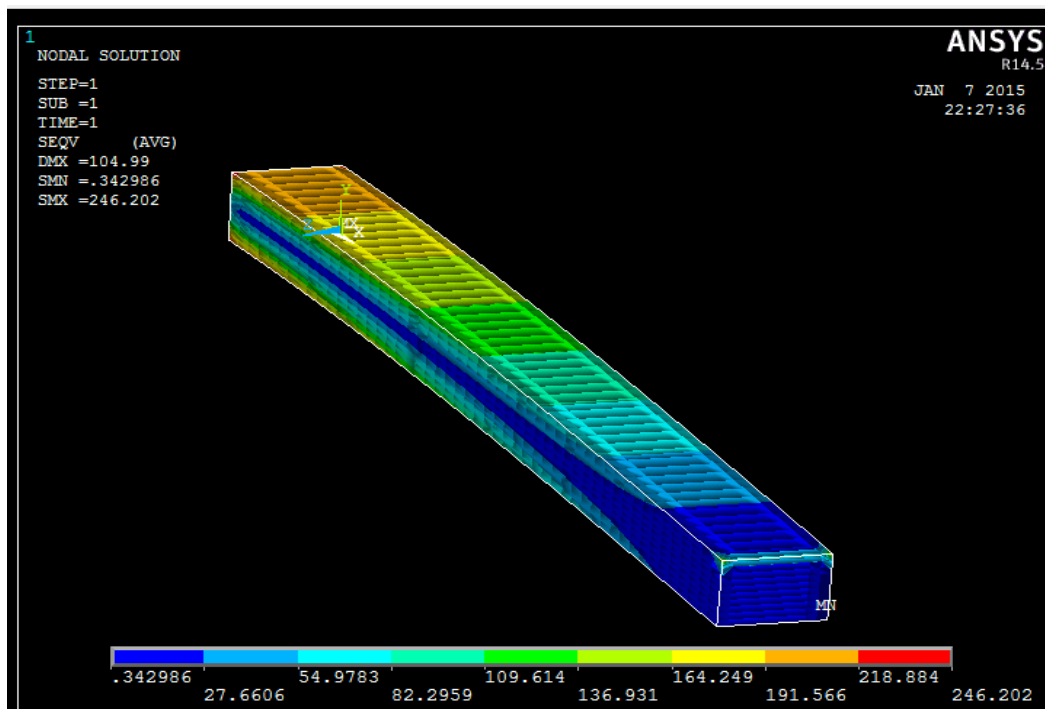 1
NODAL SOLUTION
STEP=1
SUB =1
TIME=1
SEQV (AVG)
DMX =104.99
SMN =.342986
SMX =246.202
ANSYS
R14.5
JAN 7 2015
22:27:36
Y
Z
MX
X
MN
.342986 54.9783 109.614 164.249 218.884
27.6606 82.2959 136.931 191.566 246.202